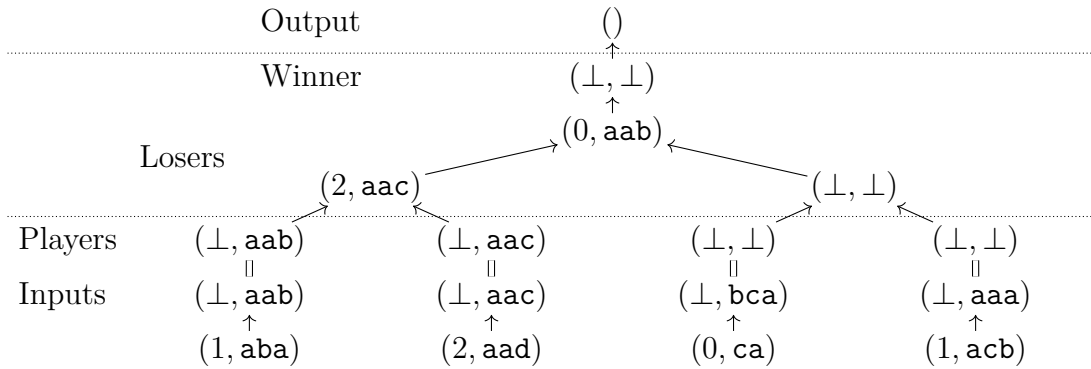 Output ()
Winner (⊥, ⊥)
(0, aab)
Losers
(2, aac) (⊥, ⊥)
Players (⊥, aab) (⊥, aac) (⊥, ⊥) (⊥, ⊥)
Inputs (⊥, aab) (⊥, aac) (⊥, bca) (⊥, aaa)
(1, aba) (2, aad) (0, ca) (1, acb)